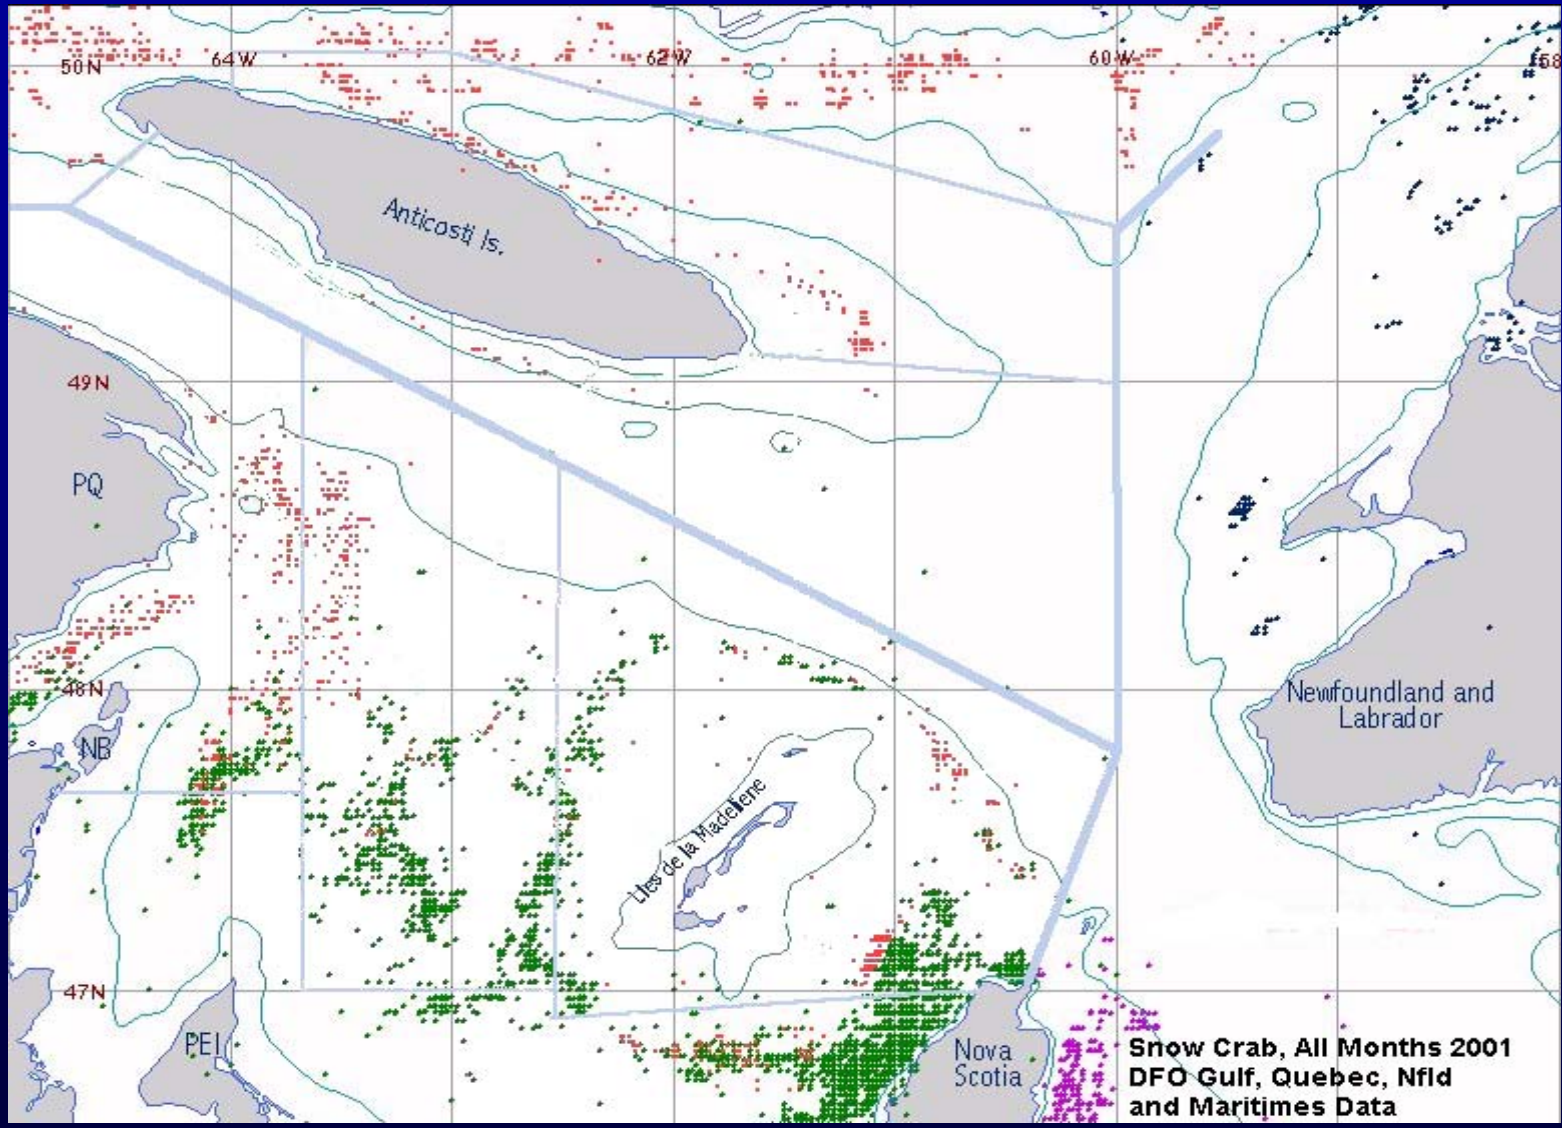 50N
64W
62W
60W
58
Anticosti Is.
49N
PQ
48N
NB
Newfoundland and
Labrador
Iles de la Madeliene
47N
PEI
Nova
Scotia
Snow Crab, All Months 2001
DFO Gulf, Quebec, Nfld
and Maritimes Data